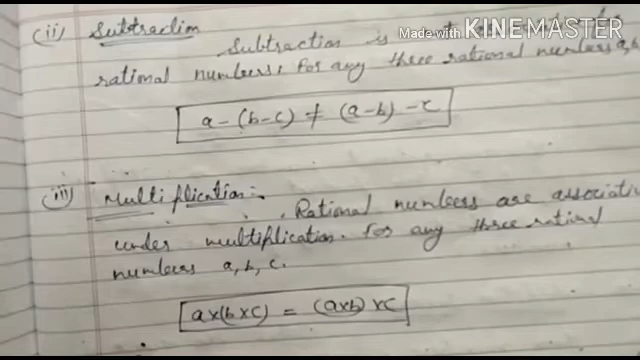 Made with KINEMASTER
(ii) Subtraction
Subtraction is
rational numbers, for any three rational numbers a, b
a - (b - c) ≠ (a - b) - c
(iii) Multiplication:-
Rational numbers are associativ
under multiplication. for any three rational
numbers a, b, c.
a×(b×c) = (a×b)×c